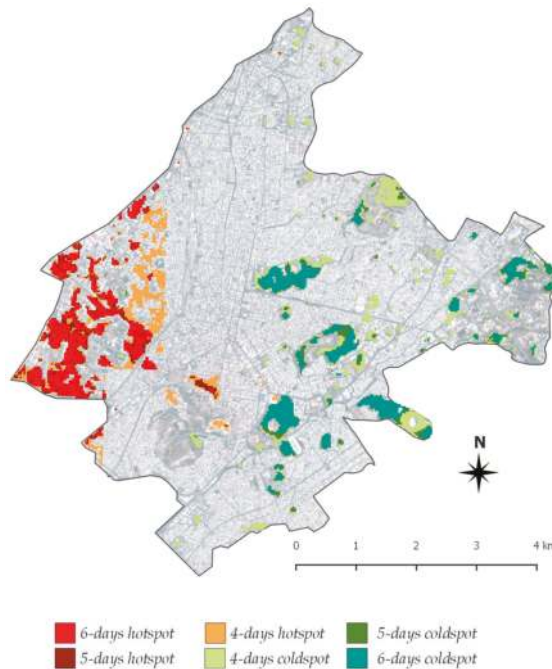 N
0 1 2 3 4 km
6-days hotspot 4-days hotspot 5-days coldspot
5-days hotspot 4-days coldspot 6-days coldspot